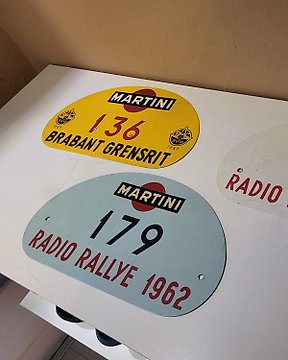 MARTINI
136
BRABANT GRENSRIT
MARTINI
179
RADIO RALLYE 1962
RADIO